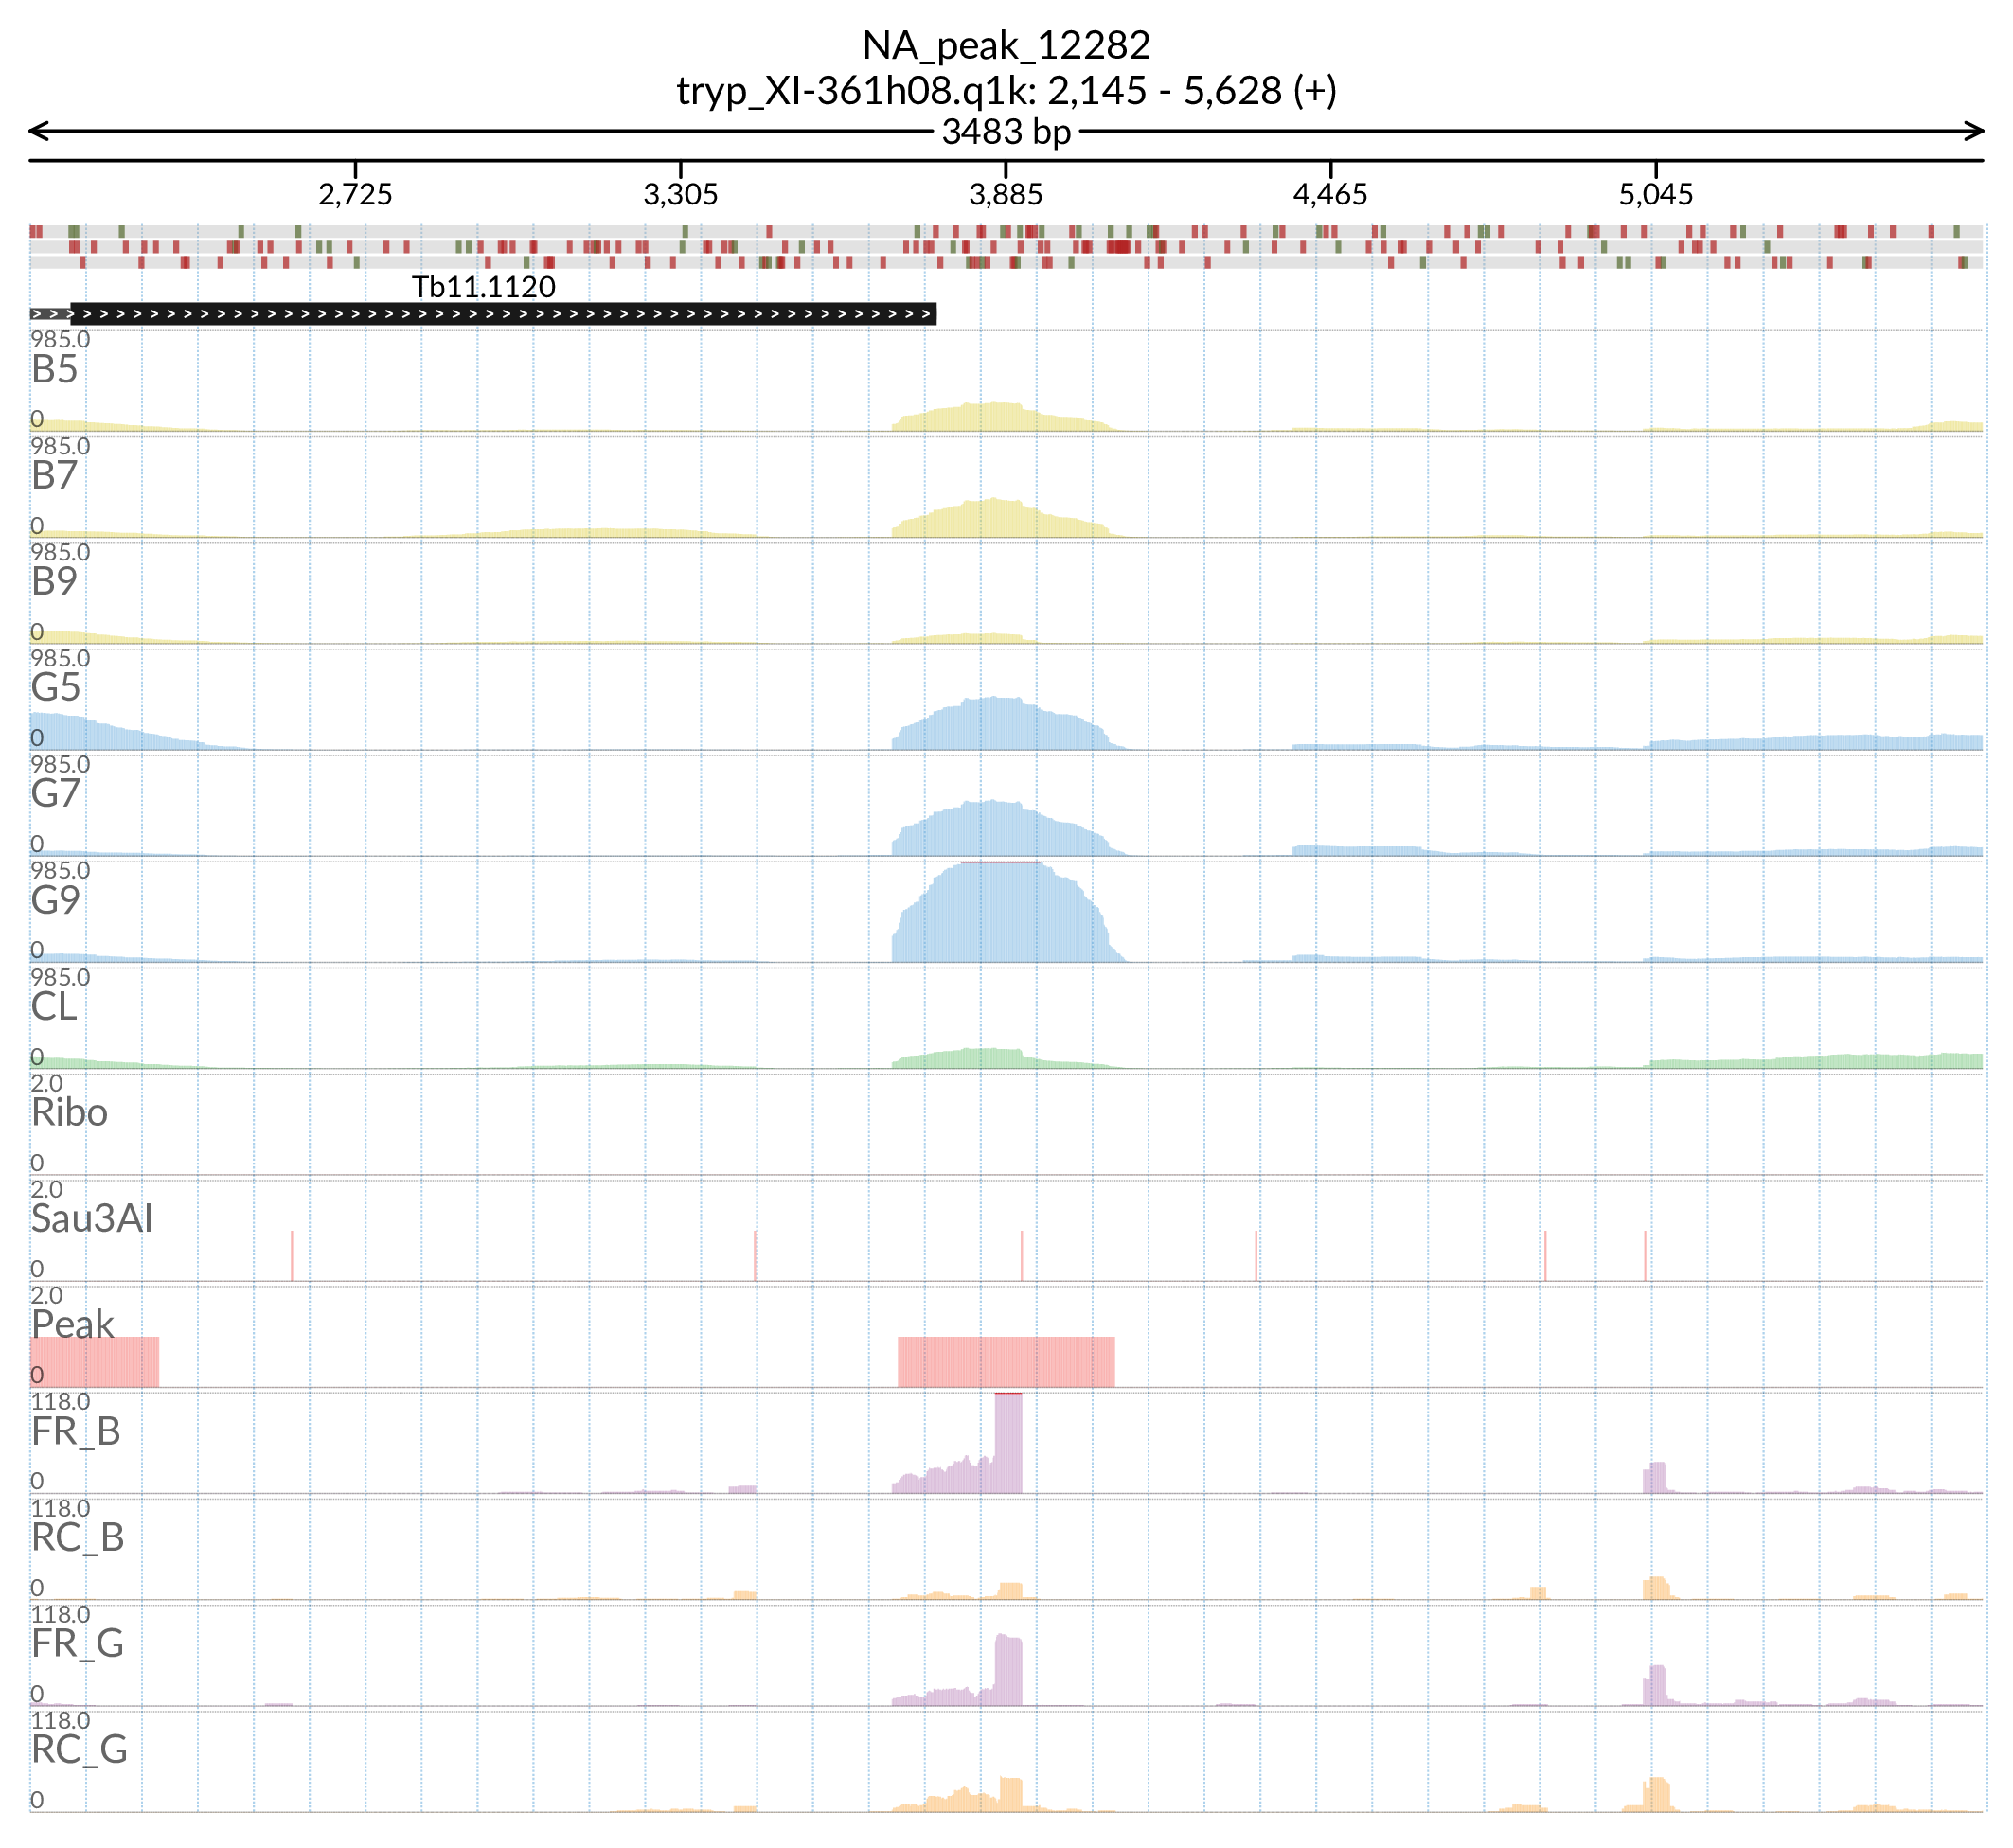 NA_peak_12282
tryp_XI-361h08.q1k: 2,145 - 5,628 (+)
3483 bp
2,725 3,305 3,885 4,465 5,045
Tb11.1120
985.0
B5
0
985.0
B7
0
985.0
B9
0
985.0
G5
0
985.0
G7
0
985.0
G9
0
985.0
CL
0
2.0
Ribo
0
2.0
Sau3AI
0
2.0
Peak
0
118.0
FR_B
0
118.0
RC_B
0
118.0
FR_G
0
118.0
RC_G
0